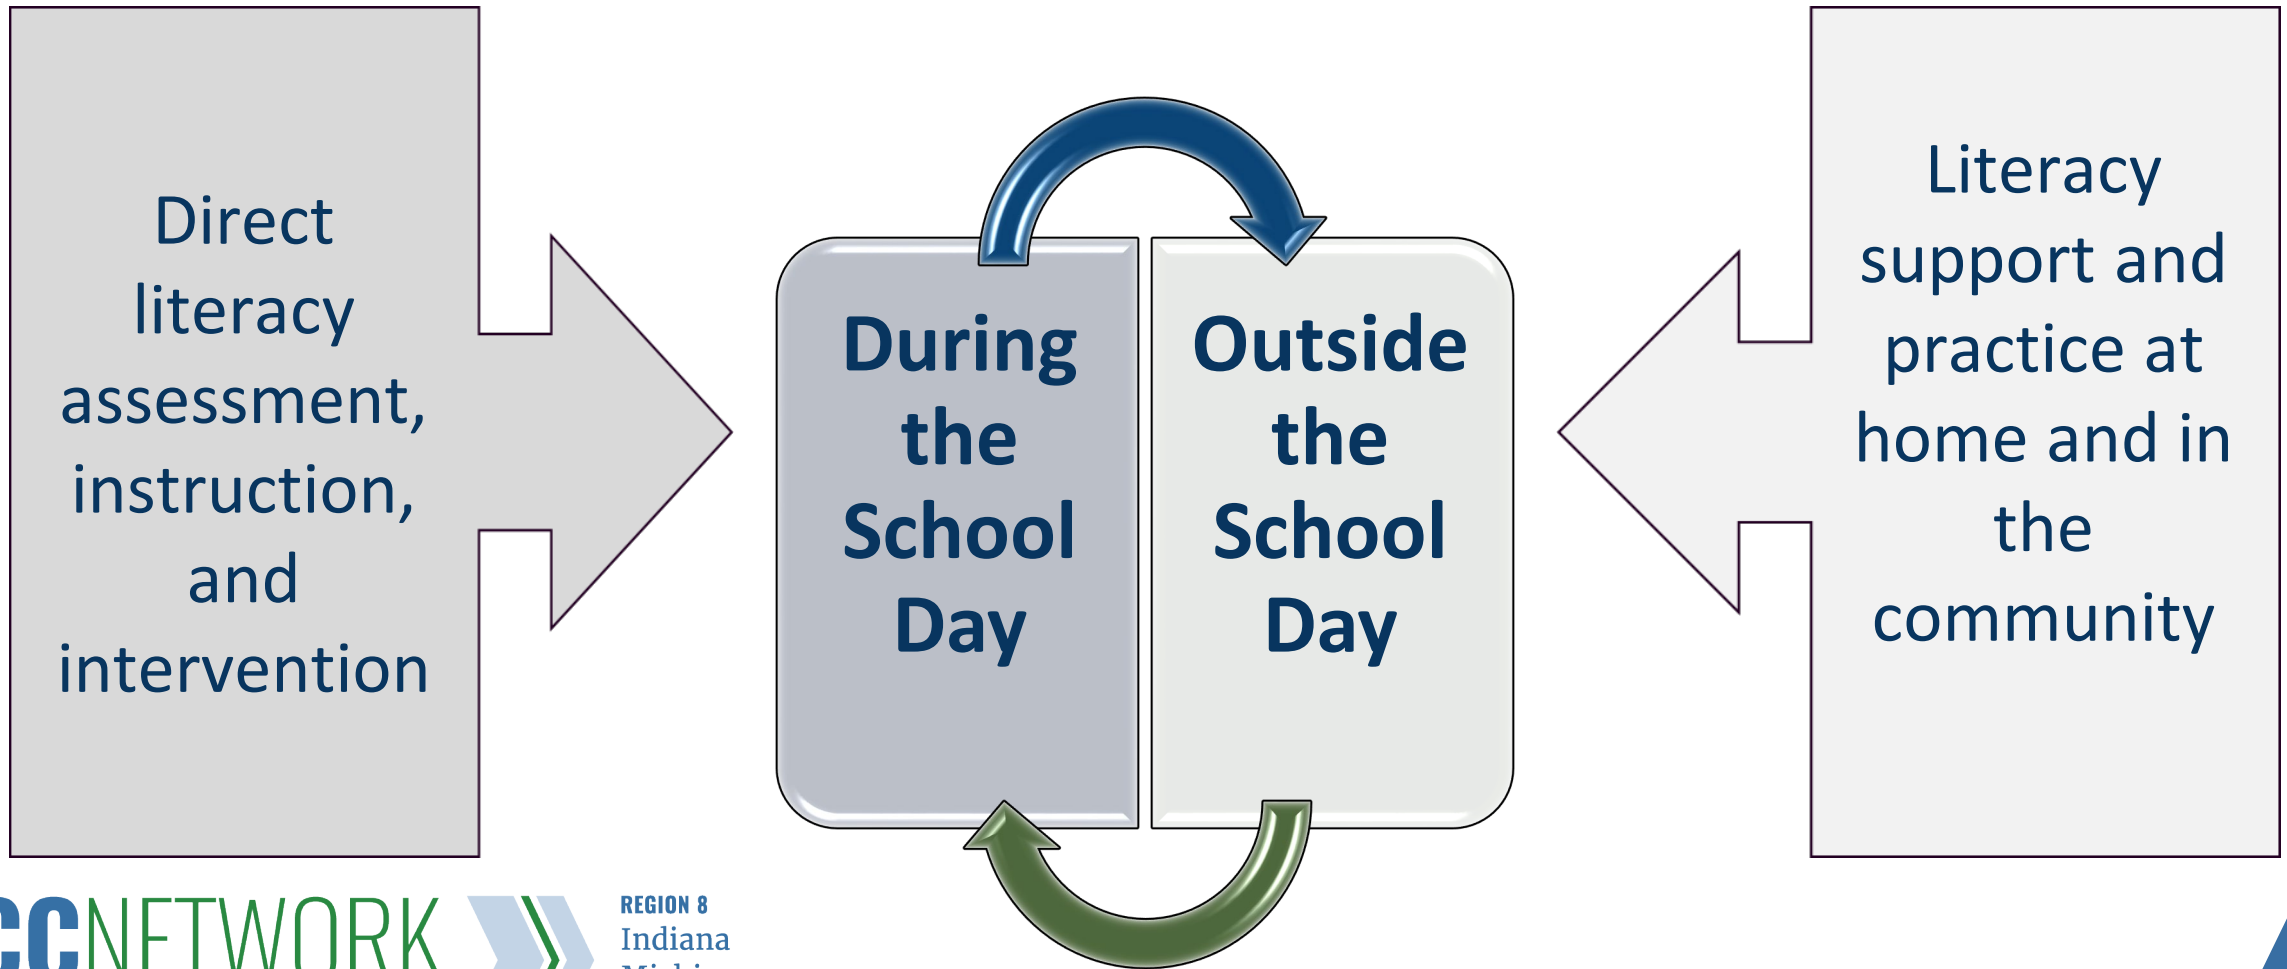 Direct
literacy
assessment,
instruction,
and
intervention
During
the
School
Day
Outside
the
School
Day
Literacy
support and
practice at
home and in
the
community
CCNETWORK
REGION 8
Indiana